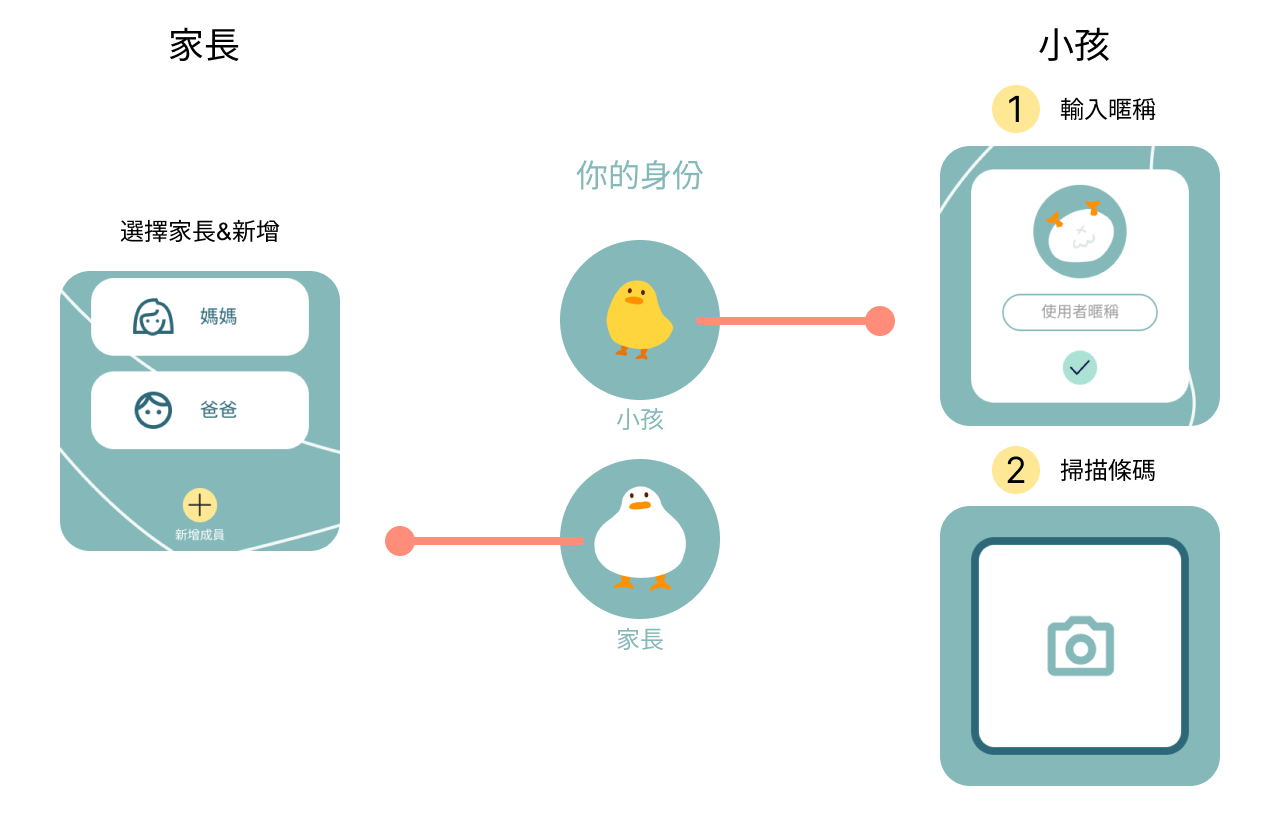 家長
選擇家長&新增
媽媽
爸爸
新增成員
你的身份
小孩
家長
小孩
1 輸入暱稱
使用者暱稱
2 掃描條碼